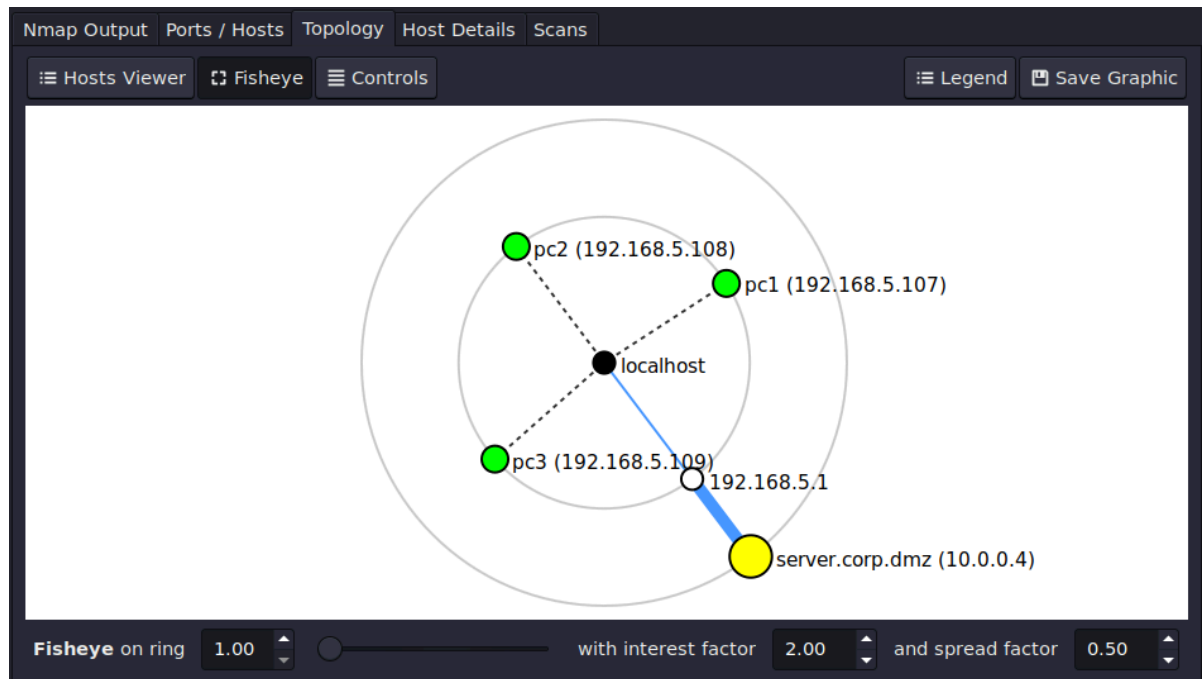 Nmap Output Ports / Hosts Topology Host Details Scans
Hosts Viewer Fisheye Controls Legend Save Graphic
pc2 (192.168.5.108)
pc1 (192.168.5.107)
localhost
pc3 (192.168.5.109)
192.168.5.1
server.corp.dmz (10.0.0.4)
Fisheye on ring 1.00 with interest factor 2.00 and spread factor 0.50